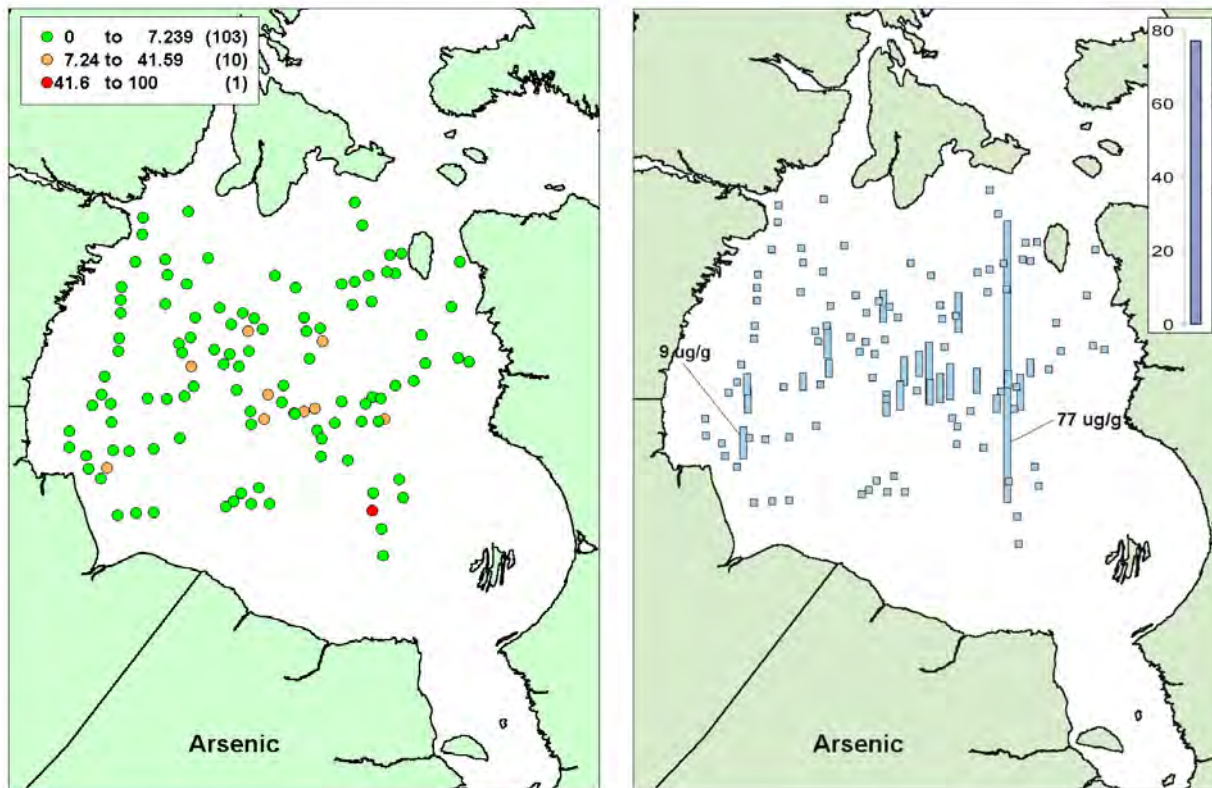 0 to 7.239 (103)
7.24 to 41.59 (10)
41.6 to 100 (1)
Arsenic
80
60
40
20
0
9 ug/g
77 ug/g
Arsenic